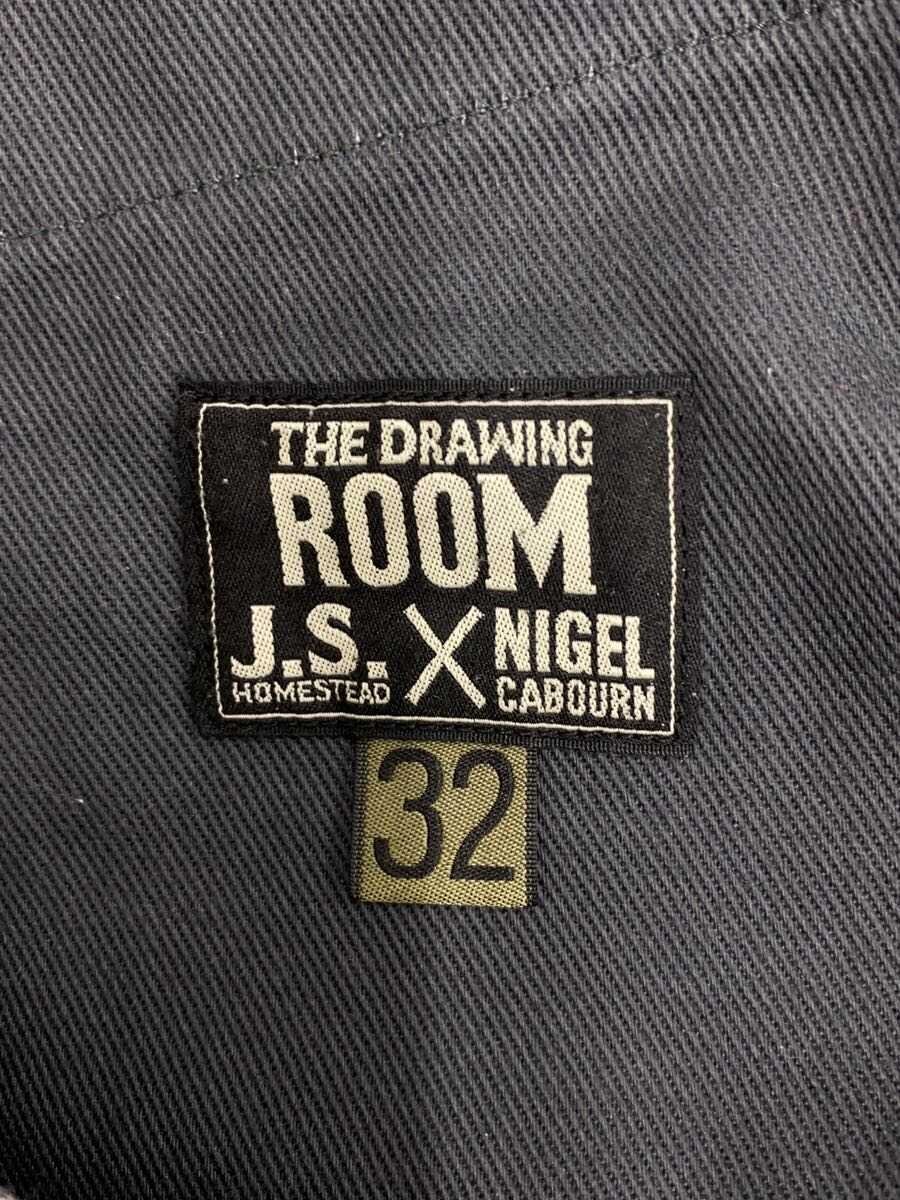 THE DRAWING
ROOM
J.S. X NIGEL
HOMESTEAD CABOURN
32